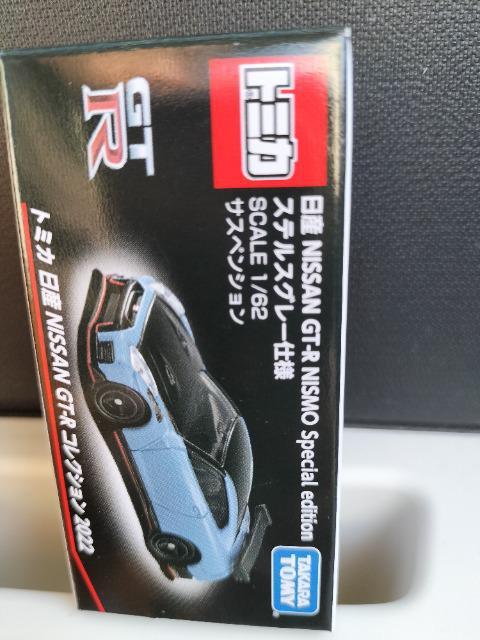 トミカ
日産 NISSAN GT-R NISMO Special edition
ステルスグレー仕様
SCALE 1/62
サスペンション
GT
R
トミカ 日産 NISSAN GT-R コレクション 2022
TAKARA
TOMY